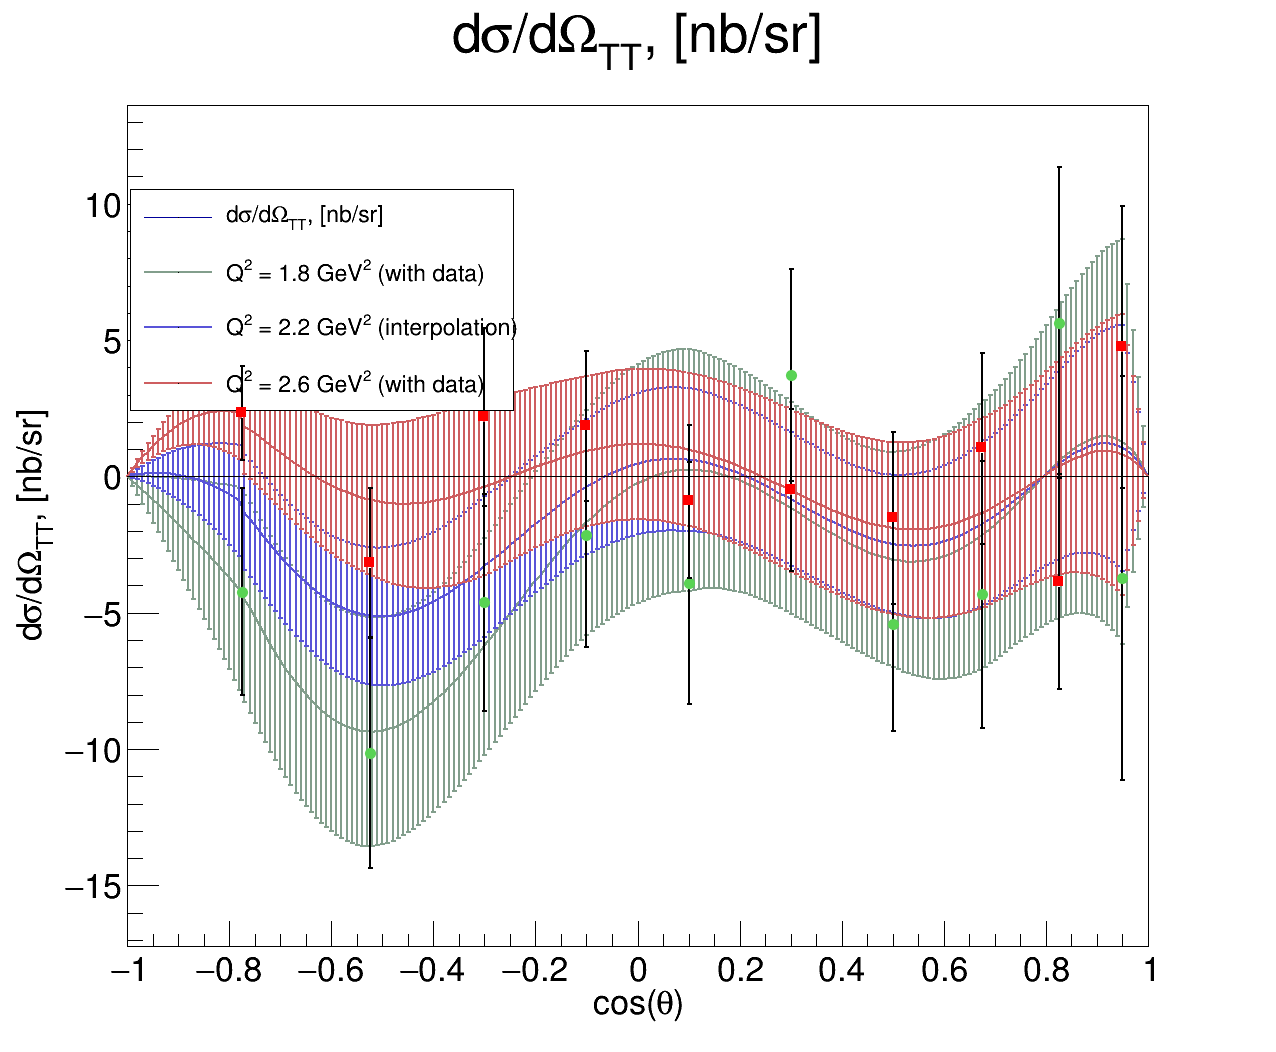 dσ/dΩ_TT, [nb/sr]
dσ/dΩ_TT, [nb/sr]
Q² = 1.8 GeV² (with data)
Q² = 2.2 GeV² (interpolation)
Q² = 2.6 GeV² (with data)
10
5
0
−5
−10
−15
dσ/dΩ_TT, [nb/sr]
−1 −0.8 −0.6 −0.4 −0.2 0 0.2 0.4 0.6 0.8 1
cos(θ)